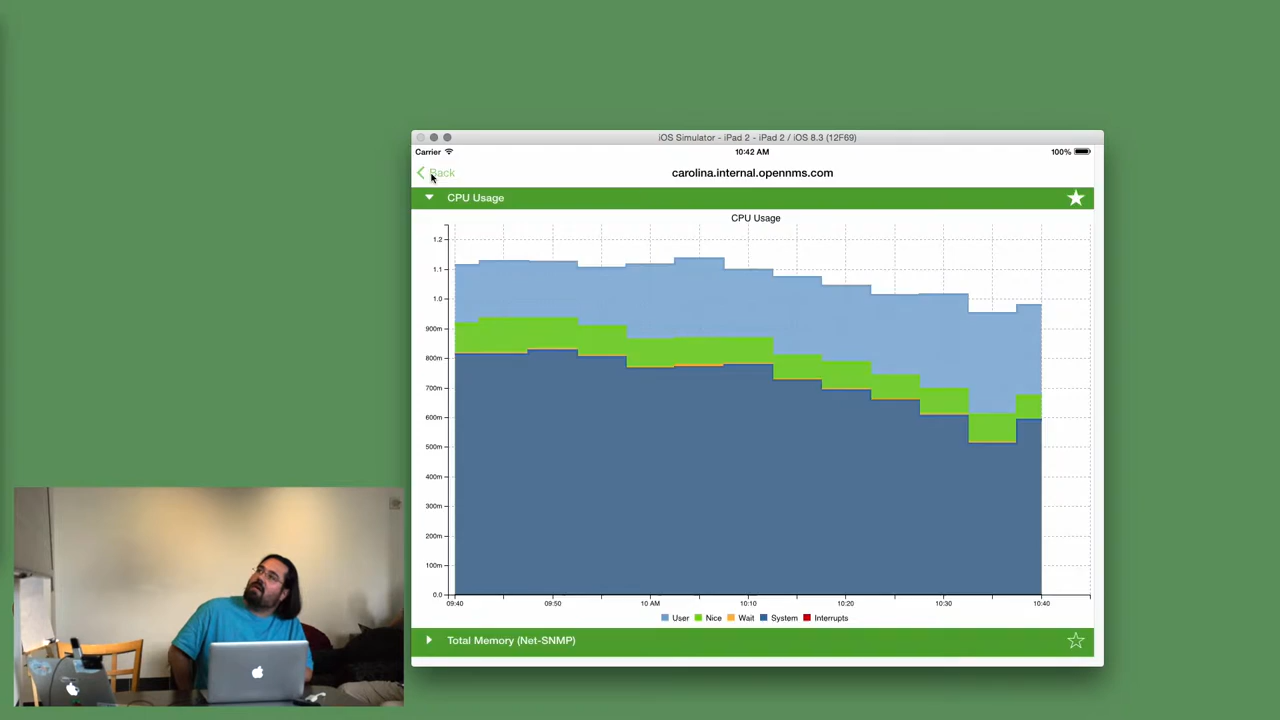 iOS Simulator - iPad 2 - iPad 2 / iOS 8.3 (12F69)
Carrier 10:42 AM 100%
Back carolina.internal.opennms.com
CPU Usage
CPU Usage
1.2
1.1
1.0
900m
800m
700m
600m
500m
400m
300m
200m
100m
0.0
09:40 09:50 10 AM 10:10 10:20 10:30 10:40
User Nice Wait System Interrupts
Total Memory (Net-SNMP)